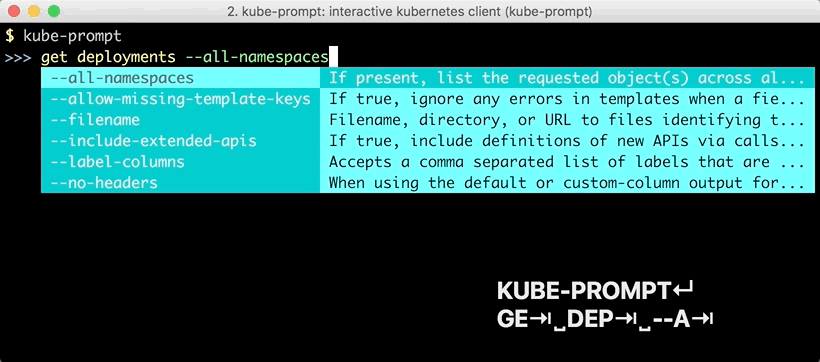 2. kube-prompt: interactive kubernetes client (kube-prompt)
$ kube-prompt
>>> get deployments --all-namespaces
--all-namespaces If present, list the requested object(s) across al...
--allow-missing-template-keys If true, ignore any errors in templates when a fie...
--filename Filename, directory, or URL to files identifying t...
--include-extended-apis If true, include definitions of new APIs via calls...
--label-columns Accepts a comma separated list of labels that are ...
--no-headers When using the default or custom-column output for...
KUBE-PROMPT↵
GE⇥␣DEP⇥␣--A⇥